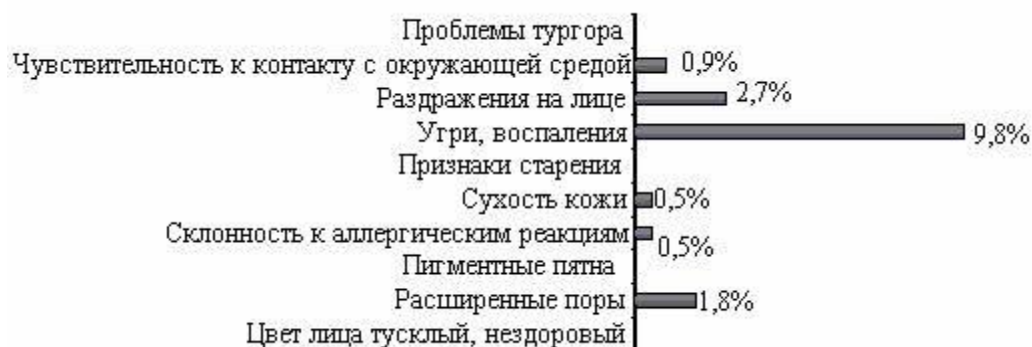 Проблемы тургора
Чувствительность к контакту с окружающей средой 0,9%
Раздражения на лице 2,7%
Угри, воспаления 9,8%
Признаки старения
Сухость кожи 0,5%
Склонность к аллергическим реакциям 0,5%
Пигментные пятна
Расширенные поры 1,8%
Цвет лица тусклый, нездоровый